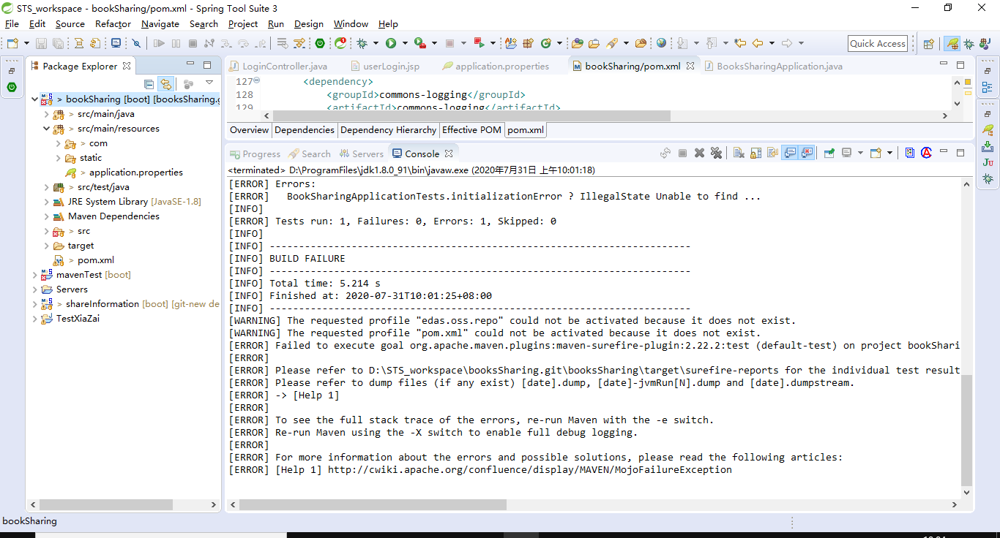 STS_workspace - bookSharing/pom.xml - Spring Tool Suite 3
File Edit Source Refactor Navigate Search Project Run Design Window Help
Quick Access
Package Explorer
> bookSharing [boot] [booksSharing.g
> src/main/java
> src/main/resources
> com
static
> application.properties
> src/test/java
JRE System Library [JavaSE-1.8]
Maven Dependencies
> src
target
> pom.xml
mavenTest [boot]
Servers
> shareInformation [boot] [git-new de
TestXiaZai
LoginController.java userLogin.jsp application.properties bookSharing/pom.xml BooksSharingApplication.java
127 <dependency>
128 <groupId>commons-logging</groupId>
129 <artifactId>commons-logging</artifactId>
Overview Dependencies Dependency Hierarchy Effective POM pom.xml
Progress Search Servers Console
<terminated> D:\ProgramFiles\jdk1.8.0_91\bin\javaw.exe (2020年7月31日 上午10:01:18)
[ERROR] Errors:
[ERROR]   BookSharingApplicationTests.initializationError ? IllegalState Unable to find ...
[INFO]
[ERROR] Tests run: 1, Failures: 0, Errors: 1, Skipped: 0
[INFO]
[INFO] ------------------------------------------------------------------------
[INFO] BUILD FAILURE
[INFO] ------------------------------------------------------------------------
[INFO] Total time: 5.214 s
[INFO] Finished at: 2020-07-31T10:01:25+08:00
[INFO] ------------------------------------------------------------------------
[WARNING] The requested profile "edas.oss.repo" could not be activated because it does not exist.
[WARNING] The requested profile "pom.xml" could not be activated because it does not exist.
[ERROR] Failed to execute goal org.apache.maven.plugins:maven-surefire-plugin:2.22.2:test (default-test) on project bookShari
[ERROR]
[ERROR] Please refer to D:\STS_workspace\booksSharing.git\booksSharing\target\surefire-reports for the individual test result
[ERROR] Please refer to dump files (if any exist) [date].dump, [date]-jvmRun[N].dump and [date].dumpstream.
[ERROR] -> [Help 1]
[ERROR]
[ERROR] To see the full stack trace of the errors, re-run Maven with the -e switch.
[ERROR] Re-run Maven using the -X switch to enable full debug logging.
[ERROR]
[ERROR] For more information about the errors and possible solutions, please read the following articles:
[ERROR] [Help 1] http://cwiki.apache.org/confluence/display/MAVEN/MojoFailureException
bookSharing